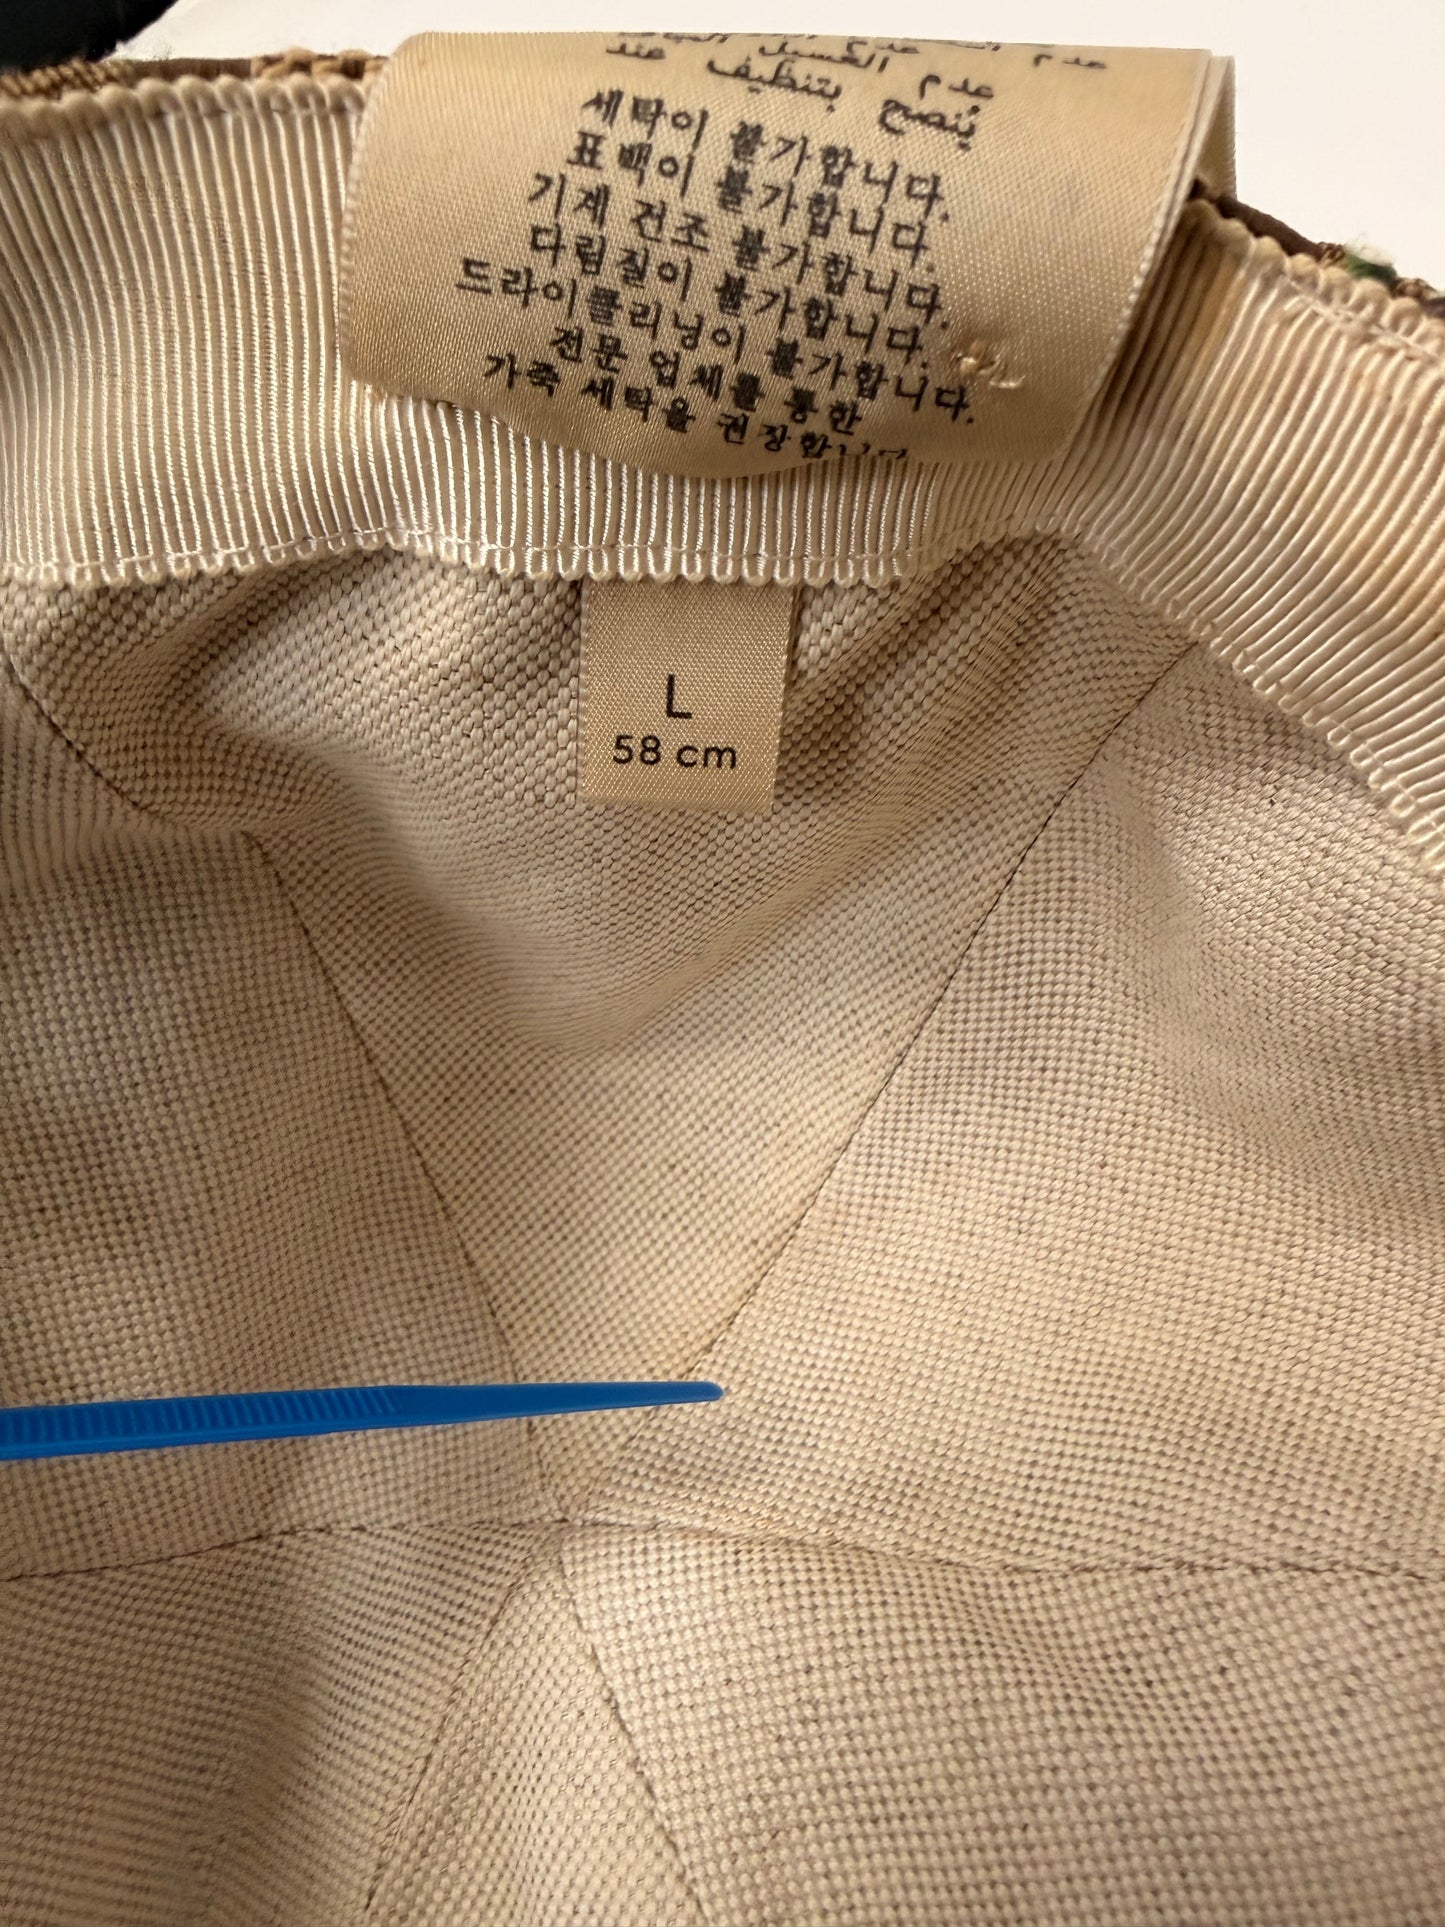 عدم الغسيل عند
يُنصح بتنظيف
세탁이 불가합니다.
표백이 불가합니다.
기계 건조 불가합니다.
다림질이 불가합니다.
드라이클리닝이 불가합니다.
전문 업체를 통한
가죽 세탁을 권장합니다
L
58 cm